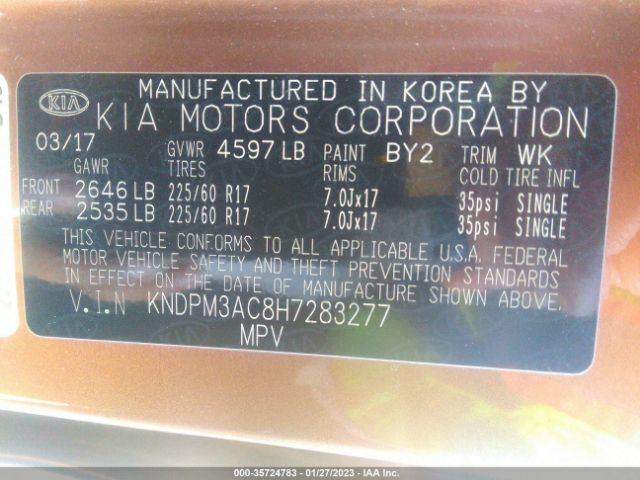 MANUFACTURED IN KOREA BY
KIA KIA MOTORS CORPORATION
03/17 GVWR 4597 LB PAINT BY2 TRIM WK
GAWR TIRES RIMS COLD TIRE INFL
FRONT 2646 LB 225/60 R17 7.0Jx17 35psi SINGLE
REAR 2535 LB 225/60 R17 7.0Jx17 35psi SINGLE
THIS VEHICLE CONFORMS TO ALL APPLICABLE U.S.A. FEDERAL
MOTOR VEHICLE SAFETY AND THEFT PREVENTION STANDARDS
IN EFFECT ON THE DATE OF MANUFACTURE SHOWN ABOVE.
V.I.N KNDPM3AC8H7283277
MPV
000-35724783 - 01/27/2023 - IAA Inc.